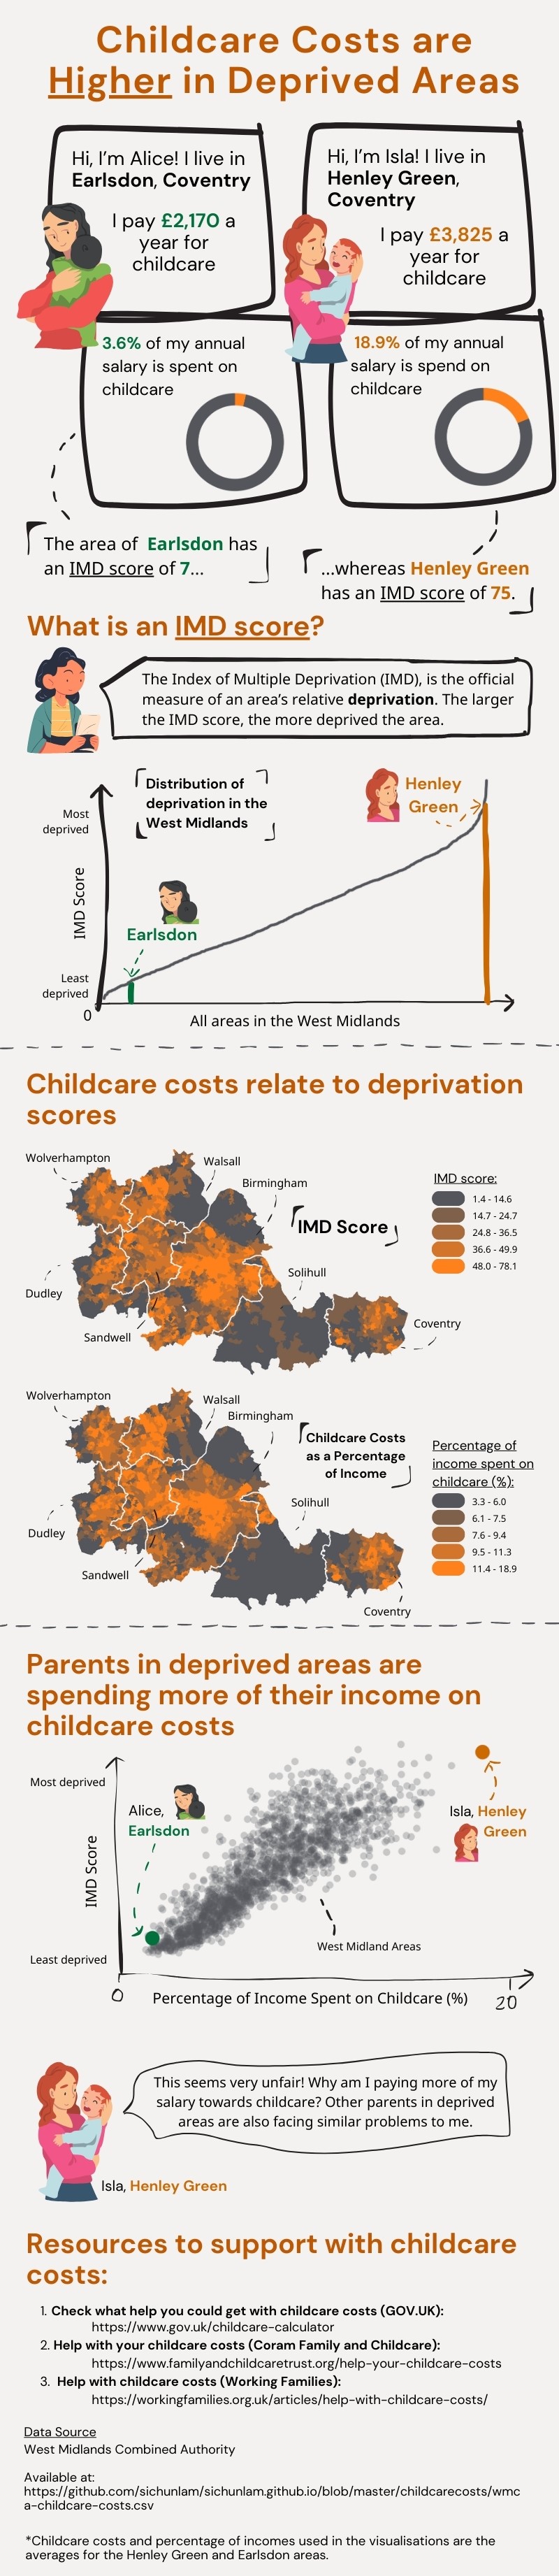 Childcare Costs are
Higher in Deprived Areas
Hi, I'm Alice! I live in
Earlsdon, Coventry
I pay £2,170 a
year for
childcare
Hi, I'm Isla! I live in
Henley Green,
Coventry
I pay £3,825 a
year for
childcare
3.6% of my annual
salary is spent on
childcare
18.9% of my annual
salary is spend on
childcare
The area of Earlsdon has
an IMD score of 7...
...whereas Henley Green
has an IMD score of 75.
What is an IMD score?
The Index of Multiple Deprivation (IMD), is the official
measure of an area's relative deprivation. The larger
the IMD score, the more deprived the area.
Distribution of
deprivation in the
West Midlands
Henley
Green
Most
deprived
IMD Score
Earlsdon
Least
deprived
0
All areas in the West Midlands
Childcare costs relate to deprivation
scores
Wolverhampton
Walsall
Birmingham
IMD Score
Solihull
Dudley
Sandwell
Coventry
IMD score:
1.4 - 14.6
14.7 - 24.7
24.8 - 36.5
36.6 - 49.9
48.0 - 78.1
Wolverhampton
Walsall
Birmingham
Childcare Costs
as a Percentage
of Income
Solihull
Dudley
Sandwell
Coventry
Percentage of
income spent on
childcare (%):
3.3 - 6.0
6.1 - 7.5
7.6 - 9.4
9.5 - 11.3
11.4 - 18.9
Parents in deprived areas are
spending more of their income on
childcare costs
Most deprived
Alice,
Earlsdon
Isla, Henley
Green
IMD Score
West Midland Areas
Least deprived
0
Percentage of Income Spent on Childcare (%)
20
This seems very unfair! Why am I paying more of my
salary towards childcare? Other parents in deprived
areas are also facing similar problems to me.
Isla, Henley Green
Resources to support with childcare
costs:
1. Check what help you could get with childcare costs (GOV.UK):
https://www.gov.uk/childcare-calculator
2. Help with your childcare costs (Coram Family and Childcare):
https://www.familyandchildcaretrust.org/help-your-childcare-costs
3. Help with childcare costs (Working Families):
https://workingfamilies.org.uk/articles/help-with-childcare-costs/
Data Source
West Midlands Combined Authority
Available at:
https://github.com/sichunlam/sichunlam.github.io/blob/master/childcarecosts/wmc
a-childcare-costs.csv
*Childcare costs and percentage of incomes used in the visualisations are the
averages for the Henley Green and Earlsdon areas.